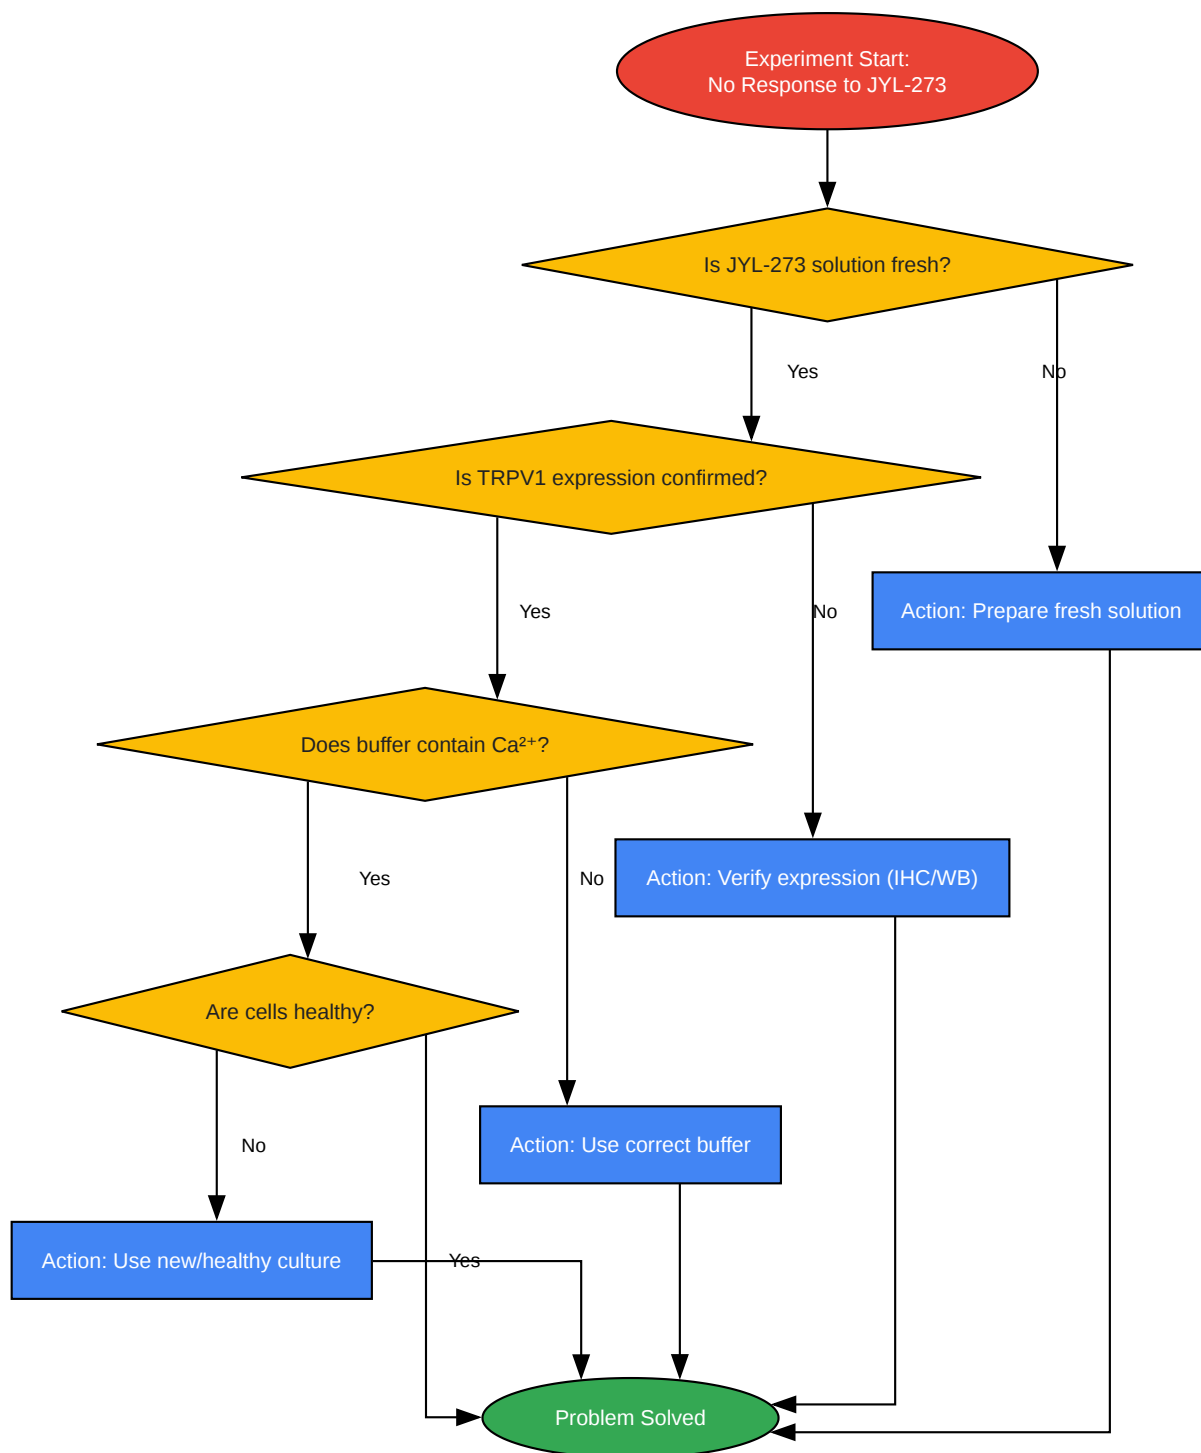 Experiment Start:
No Response to JYL-273
Is JYL-273 solution fresh?
Yes
No
Is TRPV1 expression confirmed?
Yes
No
Action: Prepare fresh solution
Does buffer contain Ca²⁺?
Yes
No
Action: Verify expression (IHC/WB)
Are cells healthy?
No
Action: Use correct buffer
Action: Use new/healthy culture
Yes
Problem Solved